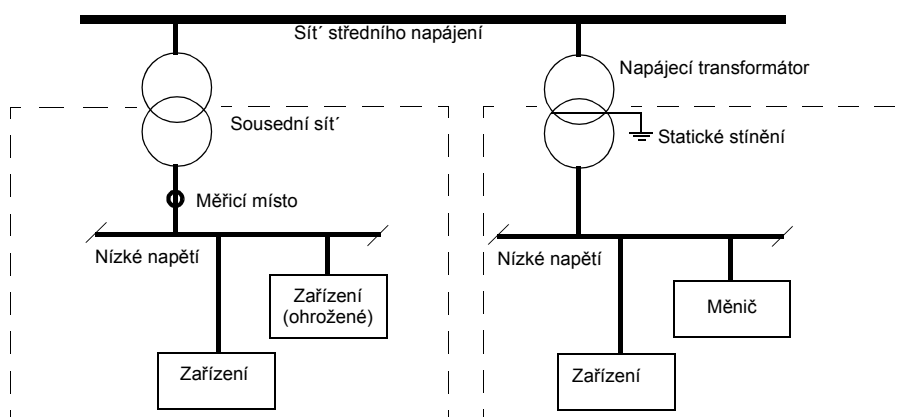 Sít´ středního napájení
Napájecí transformátor
Sousední sít´
Statické stínění
Měřicí místo
Nízké napětí
Nízké napětí
Zařízení
(ohrožené)
Měnič
Zařízení
Zařízení